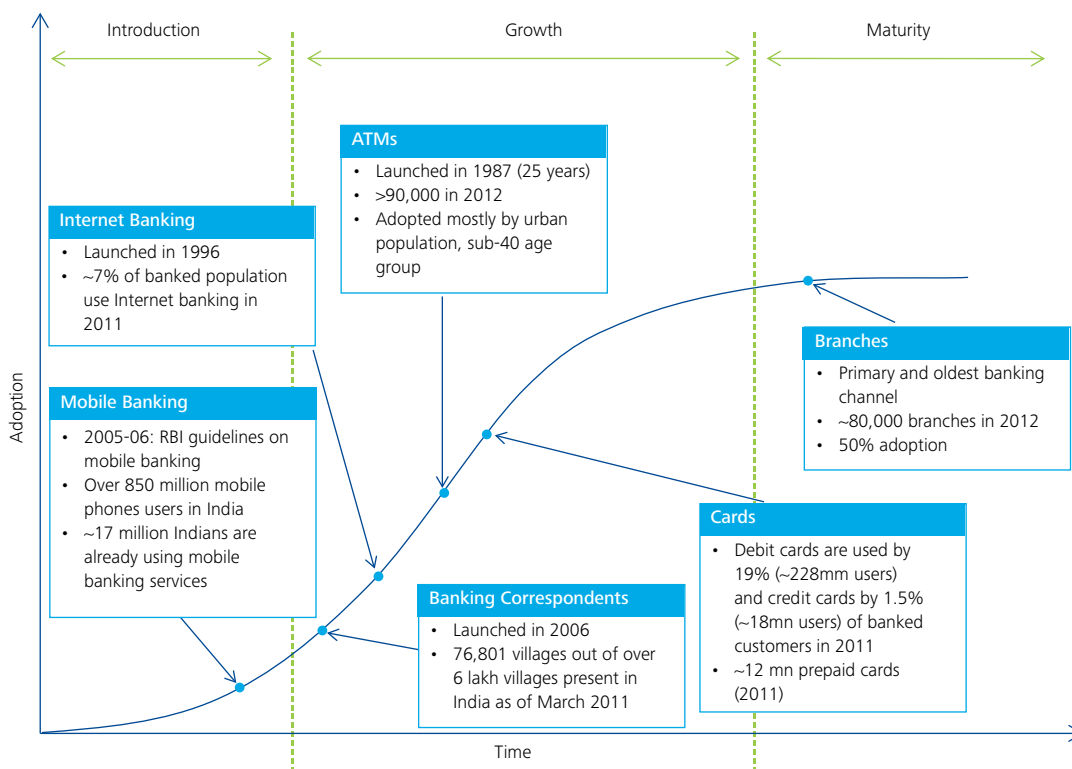 Introduction
Growth
Maturity
ATMs
• Launched in 1987 (25 years)
• >90,000 in 2012
• Adopted mostly by urban
population, sub-40 age
group
Internet Banking
• Launched in 1996
• ~7% of banked population
use Internet banking in
2011
Branches
• Primary and oldest banking
channel
• ~80,000 branches in 2012
• 50% adoption
Adoption
Mobile Banking
• 2005-06: RBI guidelines on
mobile banking
• Over 850 million mobile
phones users in India
• ~17 million Indians are
already using mobile
banking services
Cards
• Debit cards are used by
19% (~228mm users)
and credit cards by 1.5%
(~18mn users) of banked
customers in 2011
• ~12 mn prepaid cards
(2011)
Banking Correspondents
• Launched in 2006
• 76,801 villages out of over
6 lakh villages present in
India as of March 2011
Time